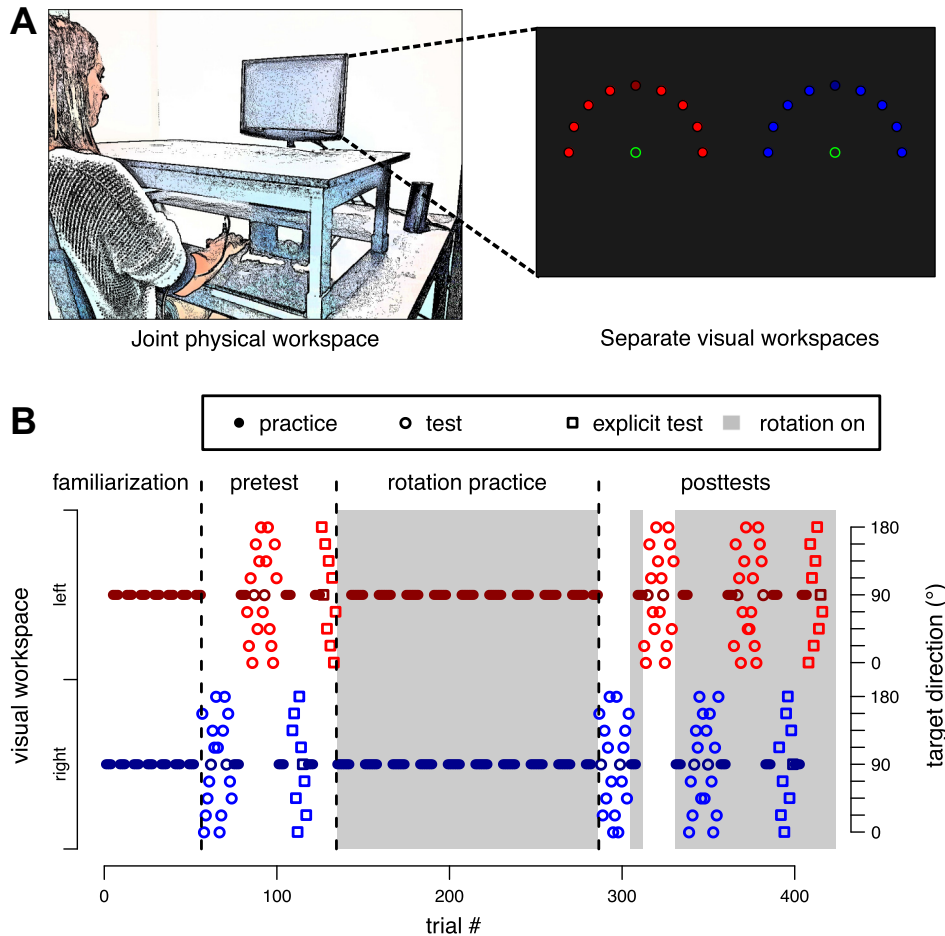 A
Joint physical workspace
Separate visual workspaces
B
practice
test
explicit test
rotation on
familiarization
pretest
rotation practice
posttests
visual workspace
left
right
180
90
0
180
90
0
target direction (°)
0
100
200
300
400
trial #